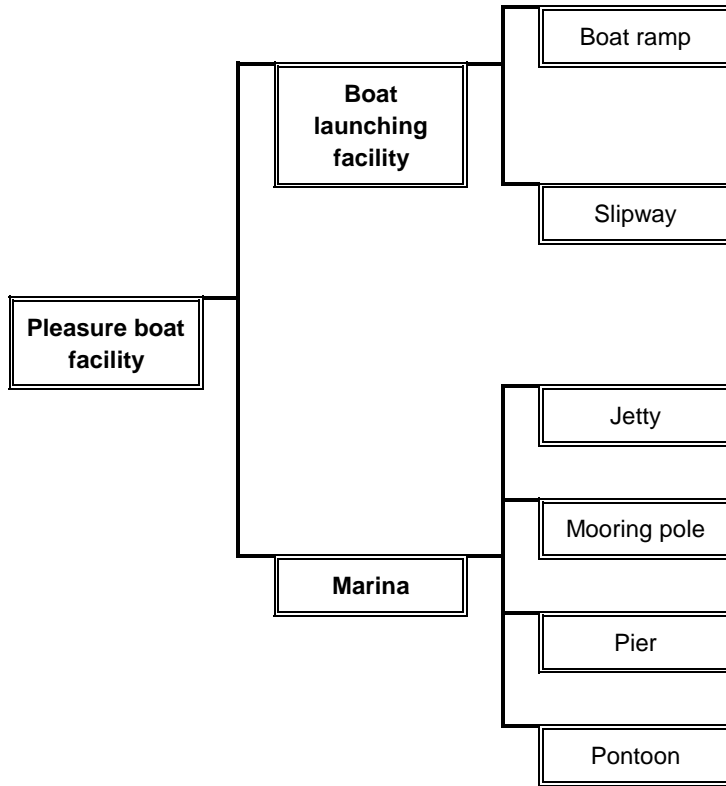 Boat ramp
Boat
launching
facility
Slipway
Pleasure boat
facility
Jetty
Mooring pole
Marina
Pier
Pontoon